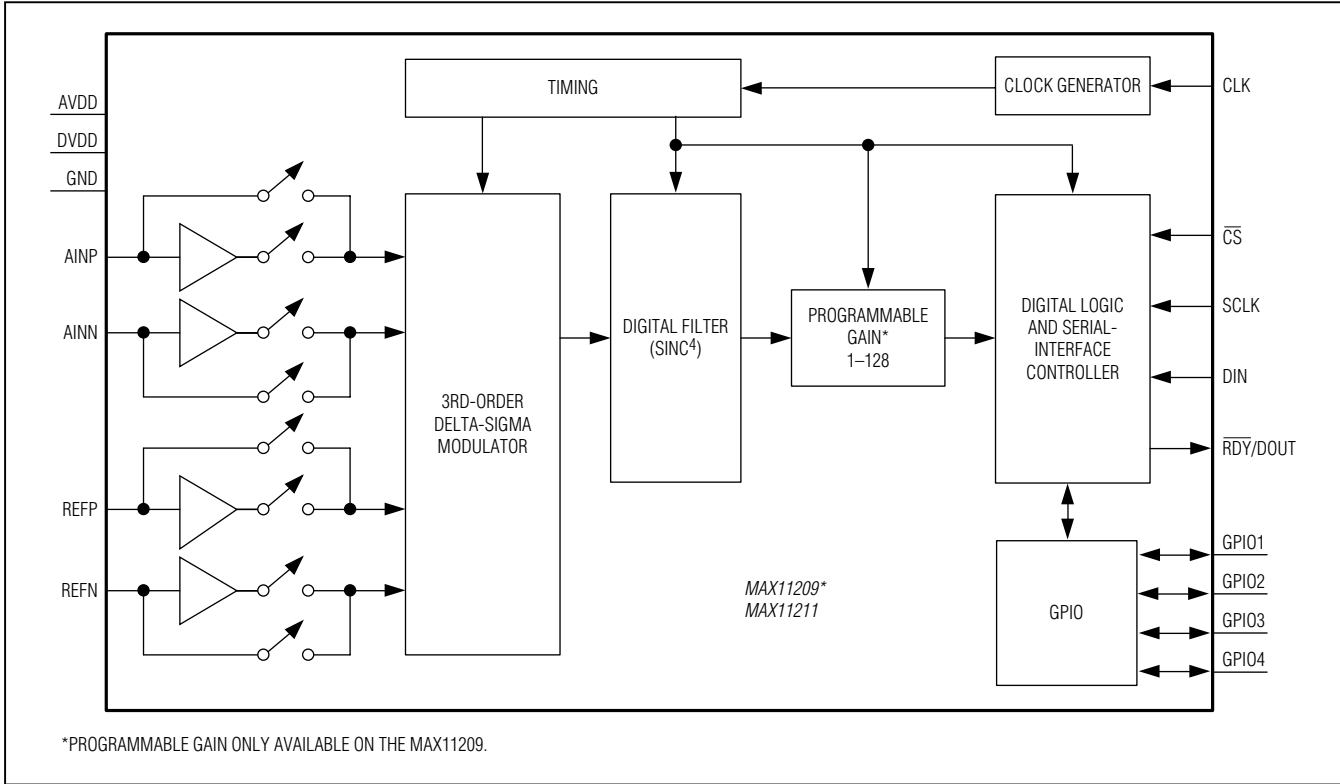 TIMING
CLOCK GENERATOR
CLK
AVDD
DVDD
GND
AINP
AINN
REFP
REFN
3RD-ORDER
DELTA-SIGMA
MODULATOR
DIGITAL FILTER
(SINC⁴)
PROGRAMMABLE
GAIN*
1–128
DIGITAL LOGIC
AND SERIAL-
INTERFACE
CONTROLLER
C̅S̅
SCLK
DIN
R̅D̅Y̅/DOUT
GPIO
GPIO1
GPIO2
GPIO3
GPIO4
MAX11209*
MAX11211
*PROGRAMMABLE GAIN ONLY AVAILABLE ON THE MAX11209.